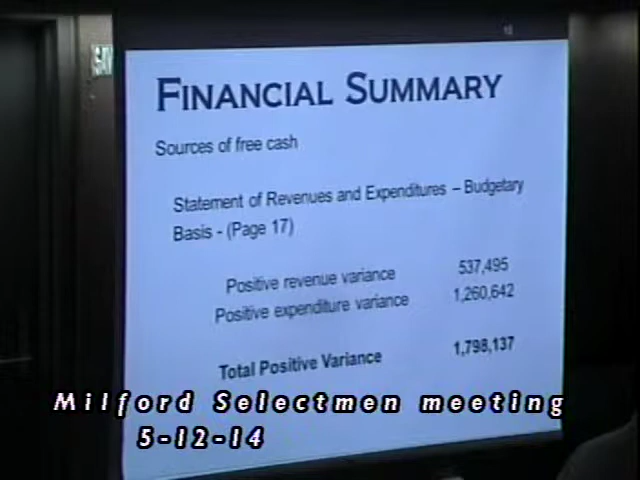 FINANCIAL SUMMARY
Sources of free cash
Statement of Revenues and Expenditures – Budgetary
Basis - (Page 17)
Positive revenue variance 537,495
Positive expenditure variance 1,260,642
Total Positive Variance 1,798,137
Milford Selectmen meeting
5-12-14